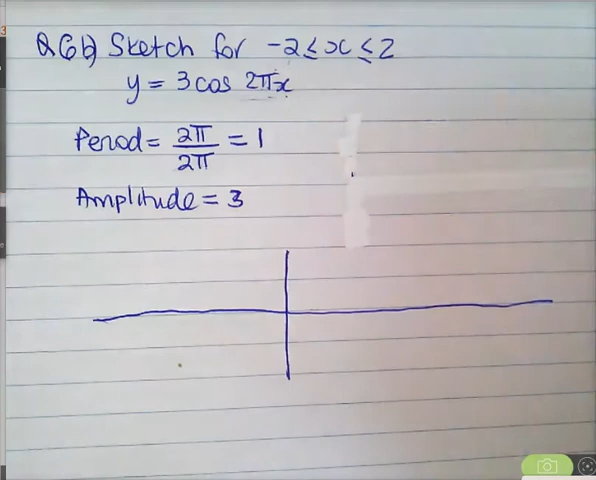 Q6b) Sketch for -2 ≤ x ≤ 2
y = 3 cos 2πx
Period = 2π/2π = 1
Amplitude = 3